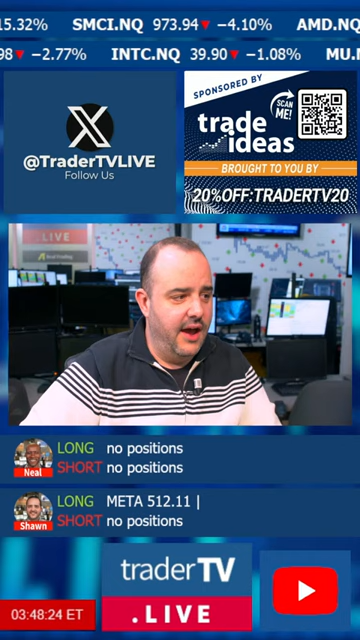 15.32% SMCI.NQ 973.94▼ −4.10% AMD.NQ
98▼ −2.77% INTC.NQ 39.90▼ −1.08% MU.N
X
@TraderTVLIVE
Follow Us
SPONSORED BY
SCAN ME!
trade
ideas
BROUGHT TO YOU BY
20%OFF:TRADERTV20
LIVE
LONG no positions
SHORT no positions
Neal
LONG META 512.11 |
SHORT no positions
Shawn
traderTV
.LIVE
03:48:24 ET